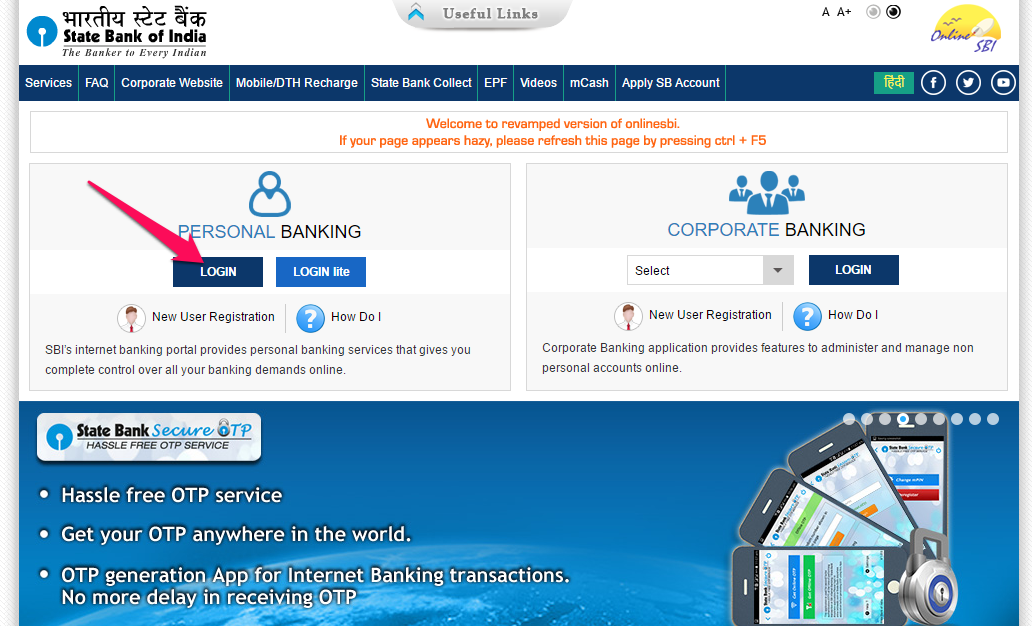 Useful Links
A A+
भारतीय स्टेट बैंक
State Bank of India
The Banker to Every Indian
Online SBI
Services FAQ Corporate Website Mobile/DTH Recharge State Bank Collect EPF Videos mCash Apply SB Account हिंदी
Welcome to revamped version of onlinesbi.
If your page appears hazy, please refresh this page by pressing ctrl + F5
PERSONAL BANKING
LOGIN LOGIN lite
New User Registration ? How Do I
SBI's internet banking portal provides personal banking services that gives you
complete control over all your banking demands online.
CORPORATE BANKING
Select LOGIN
New User Registration ? How Do I
Corporate Banking application provides features to administer and manage non
personal accounts online.
State Bank Secure OTP
HASSLE FREE OTP SERVICE
• Hassle free OTP service
• Get your OTP anywhere in the world.
• OTP generation App for Internet Banking transactions.
No more delay in receiving OTP